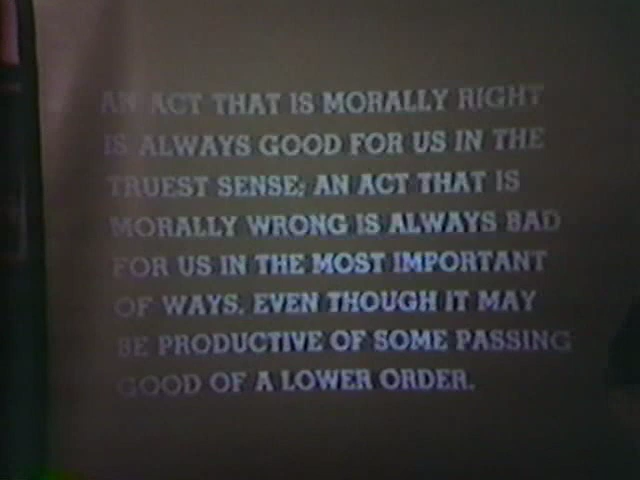 AN ACT THAT IS MORALLY RIGHT
IS ALWAYS GOOD FOR US IN THE
TRUEST SENSE; AN ACT THAT IS
MORALLY WRONG IS ALWAYS BAD
FOR US IN THE MOST IMPORTANT
OF WAYS, EVEN THOUGH IT MAY
BE PRODUCTIVE OF SOME PASSING
GOOD OF A LOWER ORDER.